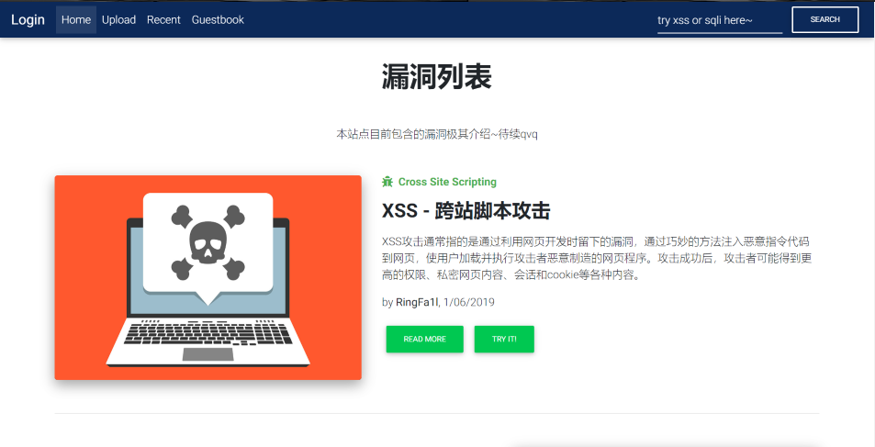 Login Home Upload Recent Guestbook try xss or sqli here~ SEARCH
漏洞列表
本站点目前包含的漏洞极其介绍~待续qvq
Cross Site Scripting
XSS - 跨站脚本攻击
XSS攻击通常指的是通过利用网页开发时留下的漏洞，通过巧妙的方法注入恶意指令代码
到网页，使用户加载并执行攻击者恶意制造的网页程序。攻击成功后，攻击者可能得到更
高的权限、私密网页内容、会话和cookie等各种内容。
by RingFa1l, 1/06/2019
READ MORE TRY IT!